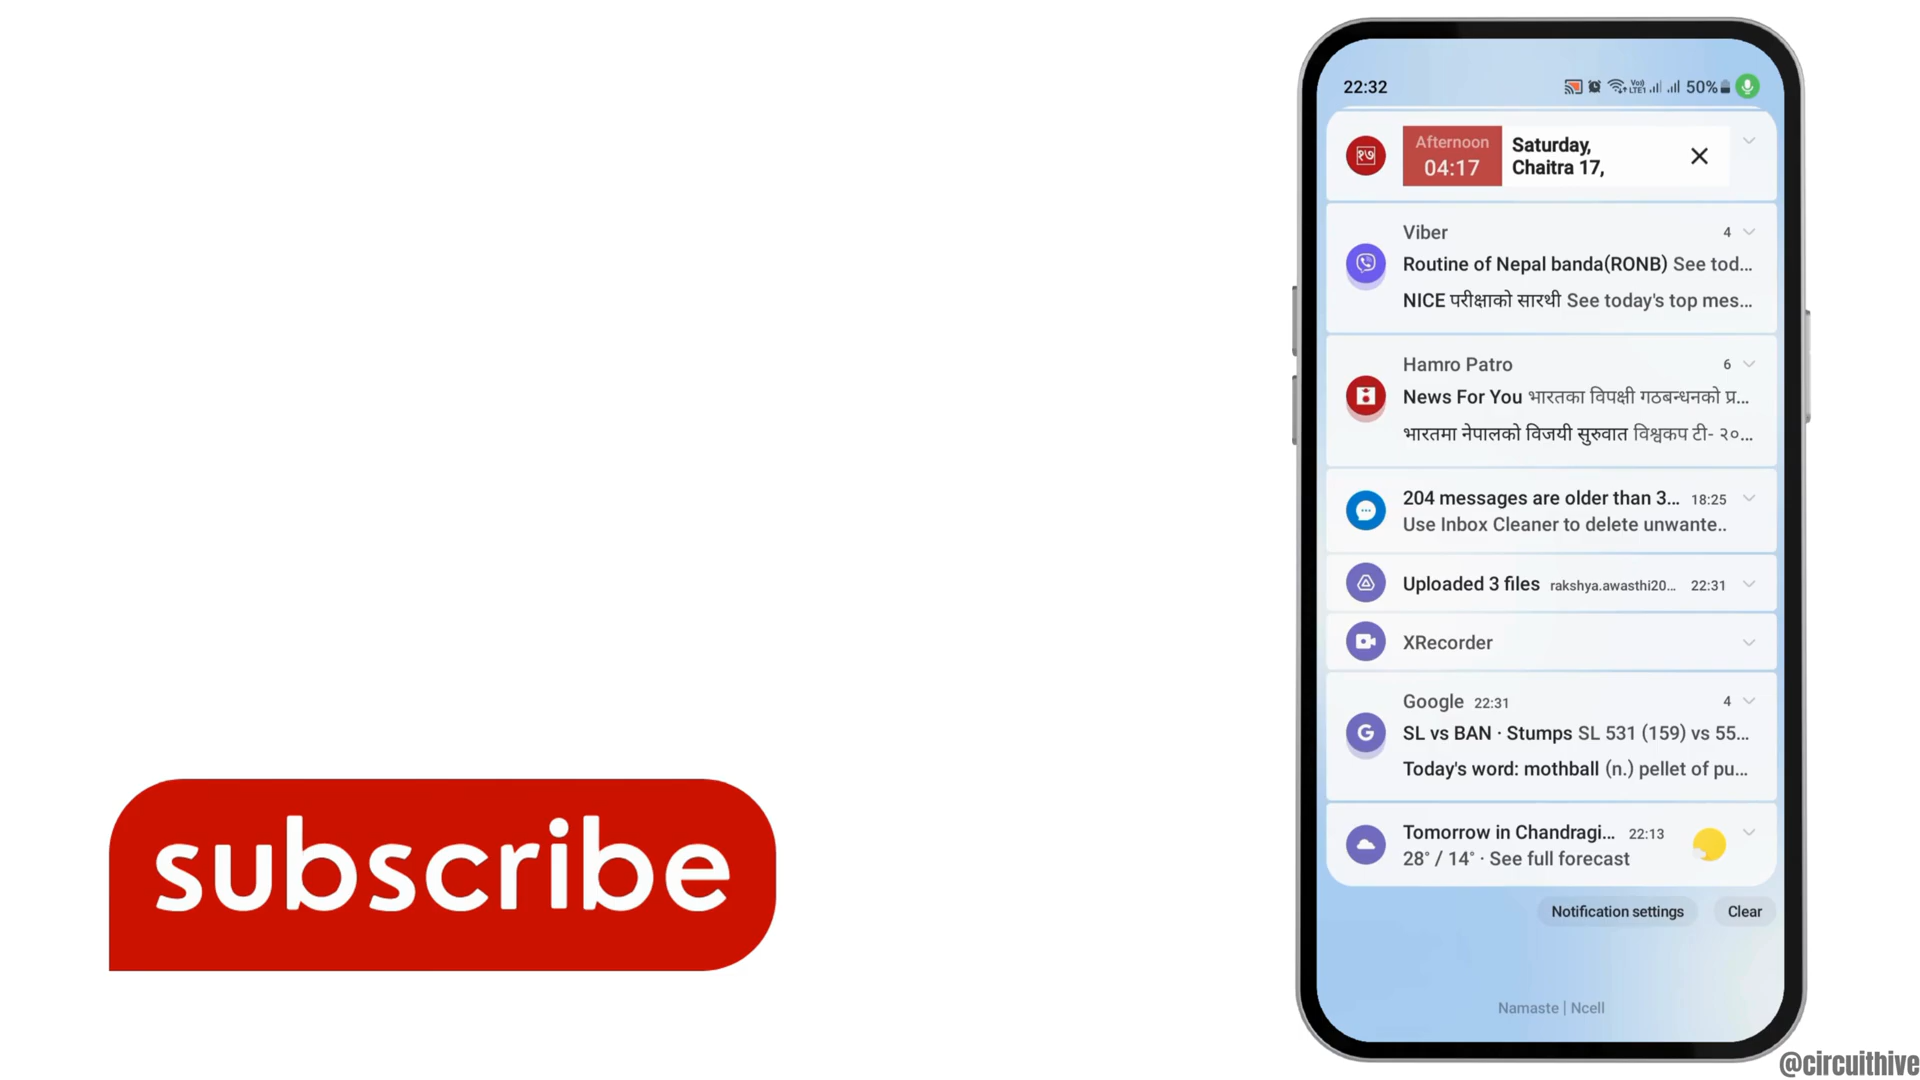 22:32
Vo))
LTE1
50%
१७
Afternoon
04:17
Saturday,
Chaitra 17,
Viber
4
Routine of Nepal banda(RONB) See tod...
NICE परीक्षाको सारथी See today's top mes...
Hamro Patro
6
News For You भारतका विपक्षी गठबन्धनको प्र...
भारतमा नेपालको विजयी सुरुवात विश्वकप टी- २०...
204 messages are older than 3... 18:25
Use Inbox Cleaner to delete unwante..
Uploaded 3 files rakshya.awasthi20... 22:31
XRecorder
Google 22:31
4
G
SL vs BAN · Stumps SL 531 (159) vs 55...
Today's word: mothball (n.) pellet of pu...
Tomorrow in Chandragi... 22:13
28° / 14° · See full forecast
Notification settings
Clear
Namaste | Ncell
subscribe
@circuithive